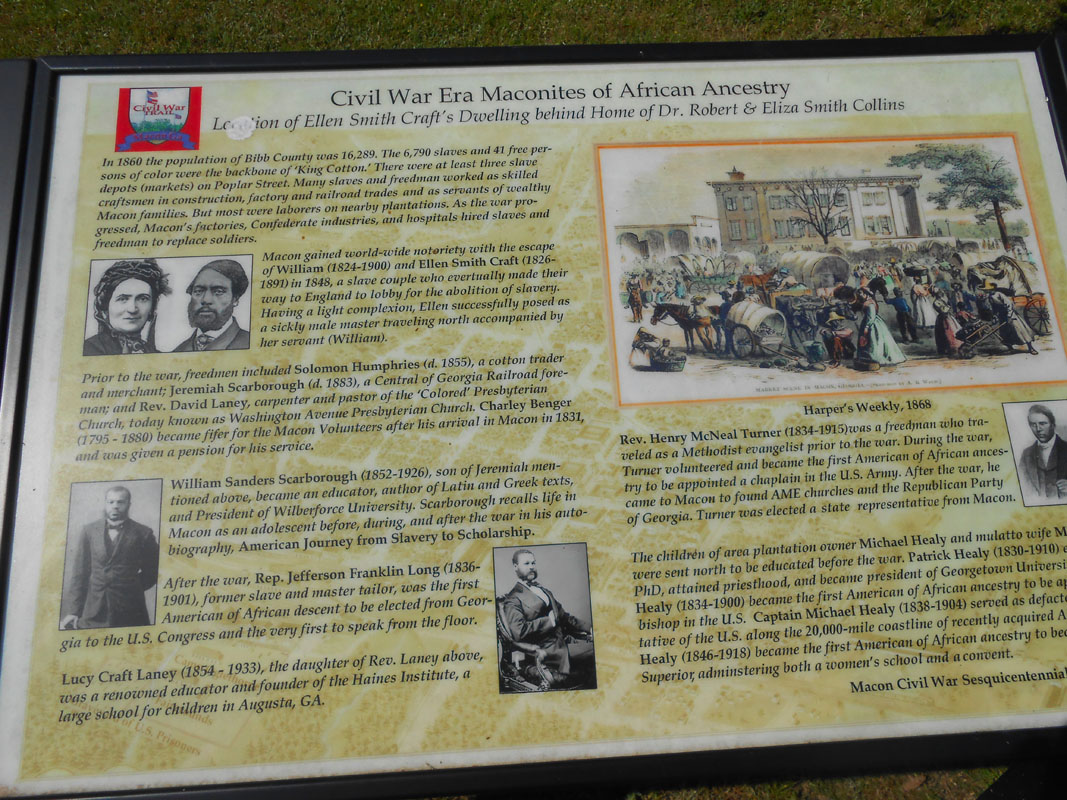 Civil War
TRAIL
Civil War Era Maconites of African Ancestry
Location of Ellen Smith Craft's Dwelling behind Home of Dr. Robert & Eliza Smith Collins
In 1860 the population of Bibb County was 16,289. The 6,790 slaves and 41 free per-
sons of color were the backbone of 'King Cotton.' There were at least three slave
depots (markets) on Poplar Street. Many slaves and freedman worked as skilled
craftsmen in construction, factory and railroad trades and as servants of wealthy
Macon families. But most were laborers on nearby plantations. As the war pro-
gressed, Macon's factories, Confederate industries, and hospitals hired slaves and
freedman to replace soldiers.
Macon gained world-wide notoriety with the escape
of William (1824-1900) and Ellen Smith Craft (1826-
1891) in 1848, a slave couple who eventually made their
way to England to lobby for the abolition of slavery.
Having a light complexion, Ellen successfully posed as
a sickly male master traveling north accompanied by
her servant (William).
Prior to the war, freedmen included Solomon Humphries (d. 1855), a cotton trader
and merchant; Jeremiah Scarborough (d. 1883), a Central of Georgia Railroad fore-
man; and Rev. David Laney, carpenter and pastor of the 'Colored' Presbyterian
Church, today known as Washington Avenue Presbyterian Church. Charley Benger
(1795 - 1880) became fifer for the Macon Volunteers after his arrival in Macon in 1831,
and was given a pension for his service.
William Sanders Scarborough (1852-1926), son of Jeremiah men-
tioned above, became an educator, author of Latin and Greek texts,
and President of Wilberforce University. Scarborough recalls life in
Macon as an adolescent before, during, and after the war in his auto-
biography, American Journey from Slavery to Scholarship.
After the war, Rep. Jefferson Franklin Long (1836-
1901), former slave and master tailor, was the first
American of African descent to be elected from Geor-
gia to the U.S. Congress and the very first to speak from the floor.
Lucy Craft Laney (1854 - 1933), the daughter of Rev. Laney above,
was a renowned educator and founder of the Haines Institute, a
large school for children in Augusta, GA.
of U.S. Prisoners
MARKET SCENE IN MACON, GEORGIA.
Harper's Weekly, 1868
Rev. Henry McNeal Turner (1834-1915)was a freedman who tra-
veled as a Methodist evangelist prior to the war. During the war,
Turner volunteered and became the first American of African ances-
try to be appointed a chaplain in the U.S. Army. After the war, he
came to Macon to found AME churches and the Republican Party
of Georgia. Turner was elected a state representative from Macon.
The children of area plantation owner Michael Healy and mulatto wife M
were sent north to be educated before the war. Patrick Healy (1830-1910) e
PhD, attained priesthood, and became president of Georgetown Universi
Healy (1834-1900) became the first American of African ancestry to be ap
bishop in the U.S. Captain Michael Healy (1838-1904) served as defacto
tative of the U.S. along the 20,000-mile coastline of recently acquired A
Healy (1846-1918) became the first American of African ancestry to bec
Superior, adminstering both a women's school and a convent.
Macon Civil War Sesquicentennial